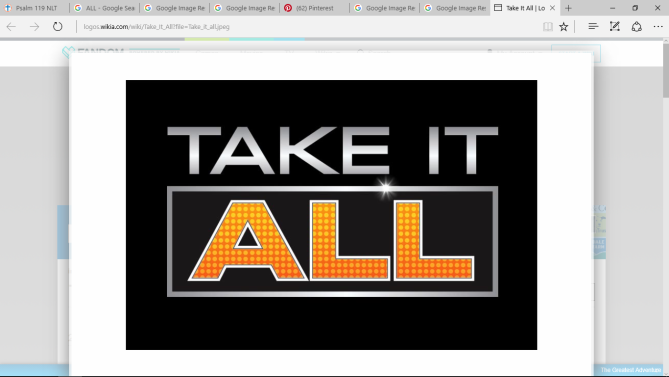 Psalm 119 NLT
ALL - Google Sea
Google Image Re
Google Image Re
(62) Pinterest
Google Image Re
Google Image Re
Take It All | Lo
logos.wikia.com/wiki/Take_It_All?file=Take_it_all.jpeg
FANDOM
TAKE IT
ALL
The Greatest Adventure